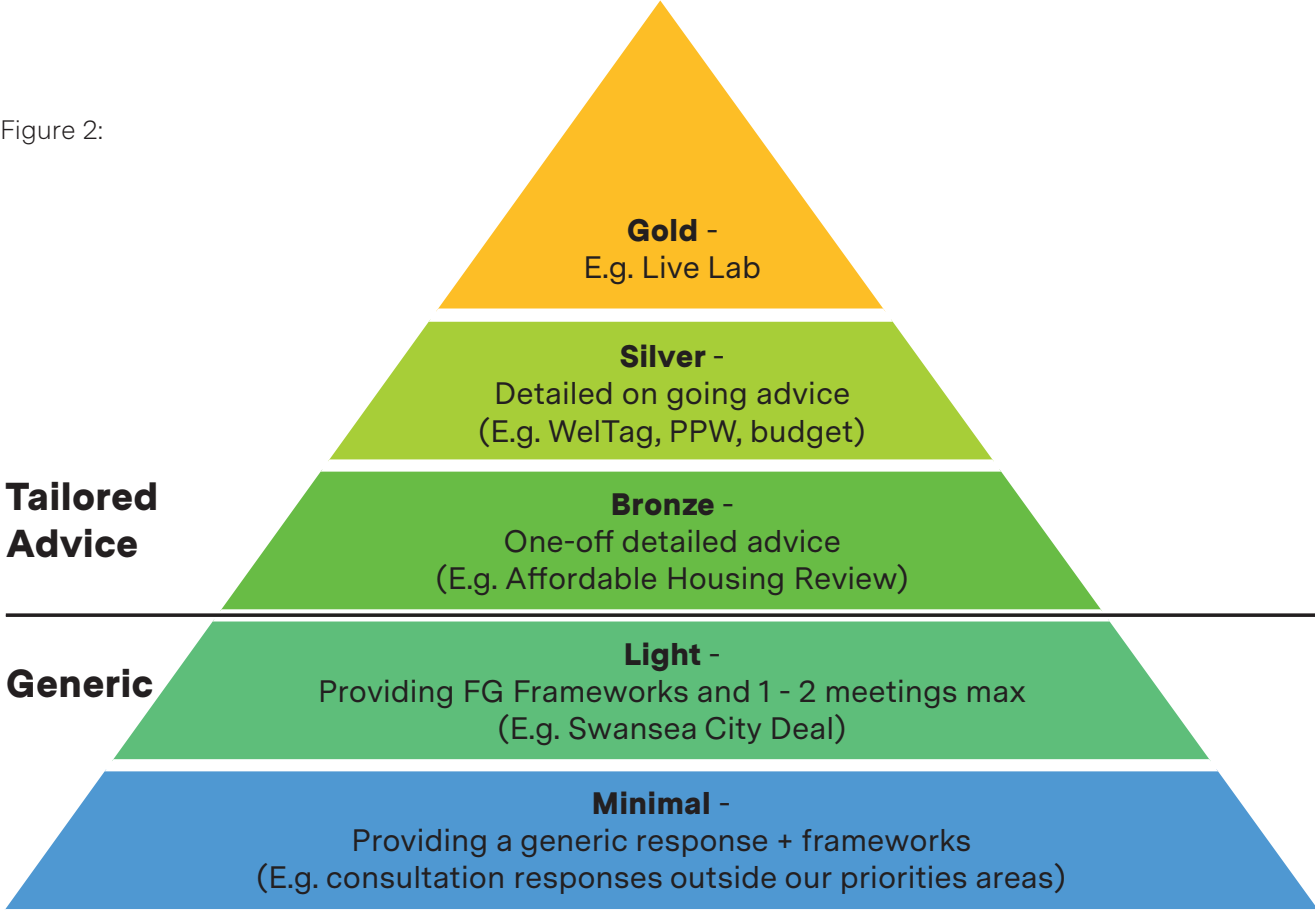 Figure 2:
Gold -
E.g. Live Lab
Silver -
Detailed on going advice
(E.g. WelTag, PPW, budget)
Tailored
Advice
Bronze -
One-off detailed advice
(E.g. Affordable Housing Review)
Generic
Light -
Providing FG Frameworks and 1 - 2 meetings max
(E.g. Swansea City Deal)
Minimal -
Providing a generic response + frameworks
(E.g. consultation responses outside our priorities areas)